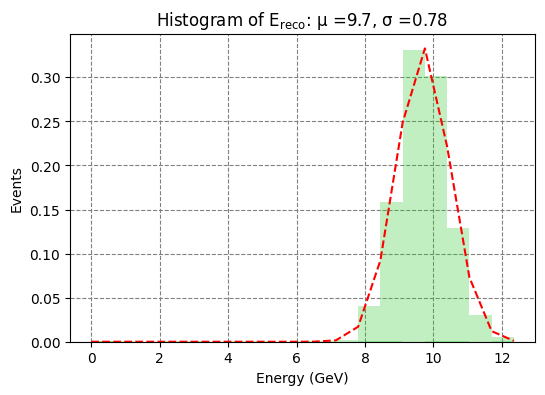 Histogram of E_reco: μ =9.7, σ =0.78
Events
0.30
0.25
0.20
0.15
0.10
0.05
0.00
0 2 4 6 8 10 12
Energy (GeV)